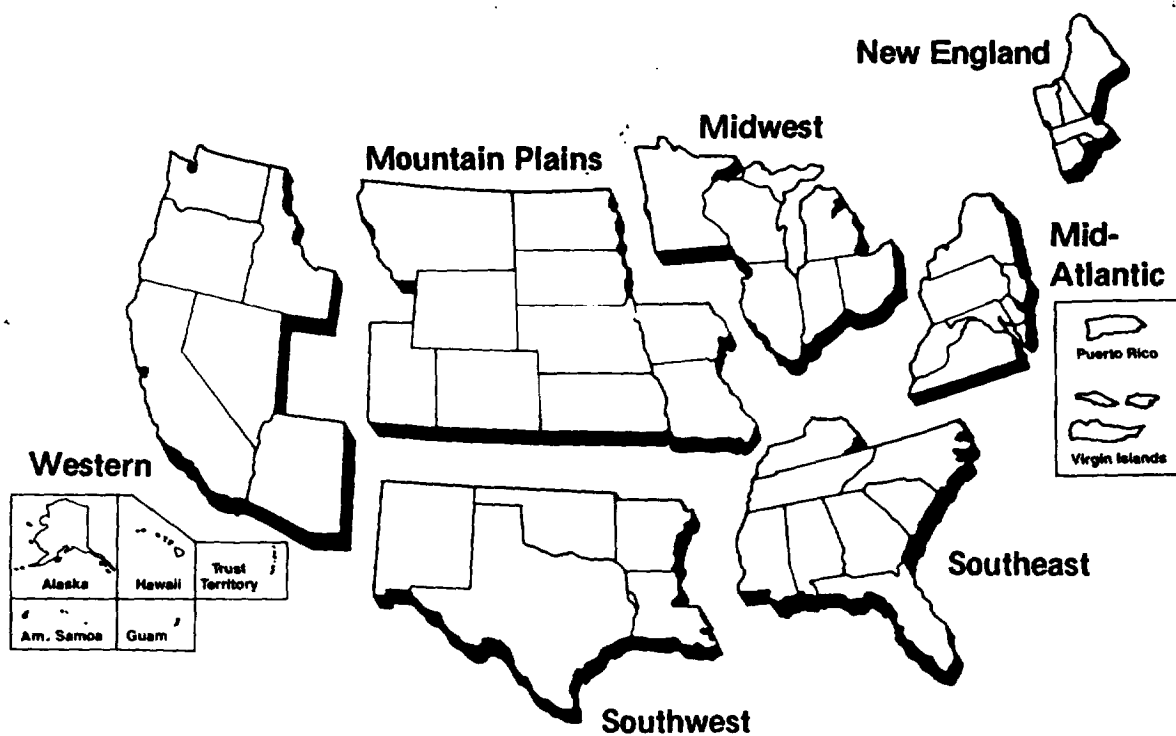 New England
Midwest
Mountain Plains
Mid-
Atlantic
Puerto Rico
Virgin Islands
Western
Alaska
Hawaii
Trust
Territory
Am. Samoa
Guam
Southeast
Southwest